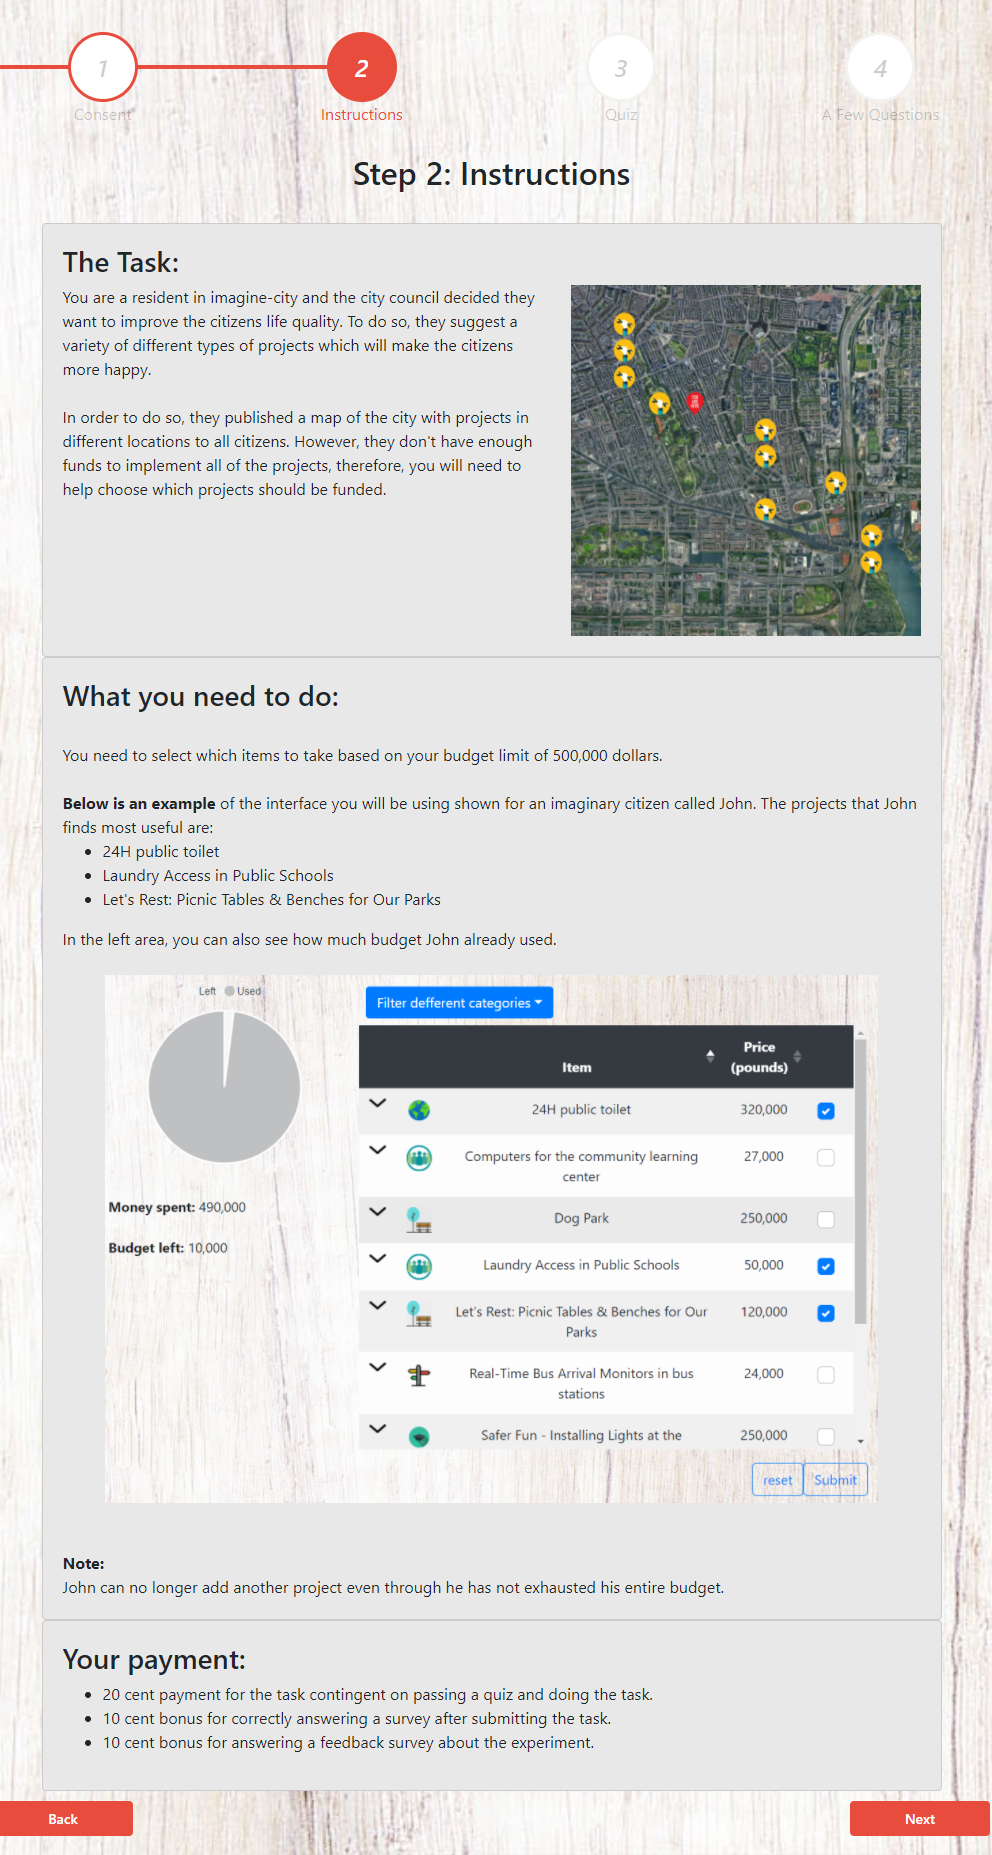 1
2
3
4
Consent
Instructions
Quiz
A Few Questions
Step 2: Instructions
The Task:
You are a resident in imagine-city and the city council decided they
want to improve the citizens life quality. To do so, they suggest a
variety of different types of projects which will make the citizens
more happy.
In order to do so, they published a map of the city with projects in
different locations to all citizens. However, they don't have enough
funds to implement all of the projects, therefore, you will need to
help choose which projects should be funded.
What you need to do:
You need to select which items to take based on your budget limit of 500,000 dollars.
Below is an example of the interface you will be using shown for an imaginary citizen called John. The projects that John
finds most useful are:
24H public toilet
Laundry Access in Public Schools
Let's Rest: Picnic Tables & Benches for Our Parks
In the left area, you can also see how much budget John already used.
Left Used
Money spent: 490,000
Budget left: 10,000
Filter defferent categories
Item
Price
(pounds)
24H public toilet 320,000
Computers for the community learning 27,000
center
Dog Park 250,000
Laundry Access in Public Schools 50,000
Let's Rest: Picnic Tables & Benches for Our 120,000
Parks
Real-Time Bus Arrival Monitors in bus 24,000
stations
Safer Fun - Installing Lights at the 250,000
reset Submit
Note:
John can no longer add another project even through he has not exhausted his entire budget.
Your payment:
20 cent payment for the task contingent on passing a quiz and doing the task.
10 cent bonus for correctly answering a survey after submitting the task.
10 cent bonus for answering a feedback survey about the experiment.
Back
Next